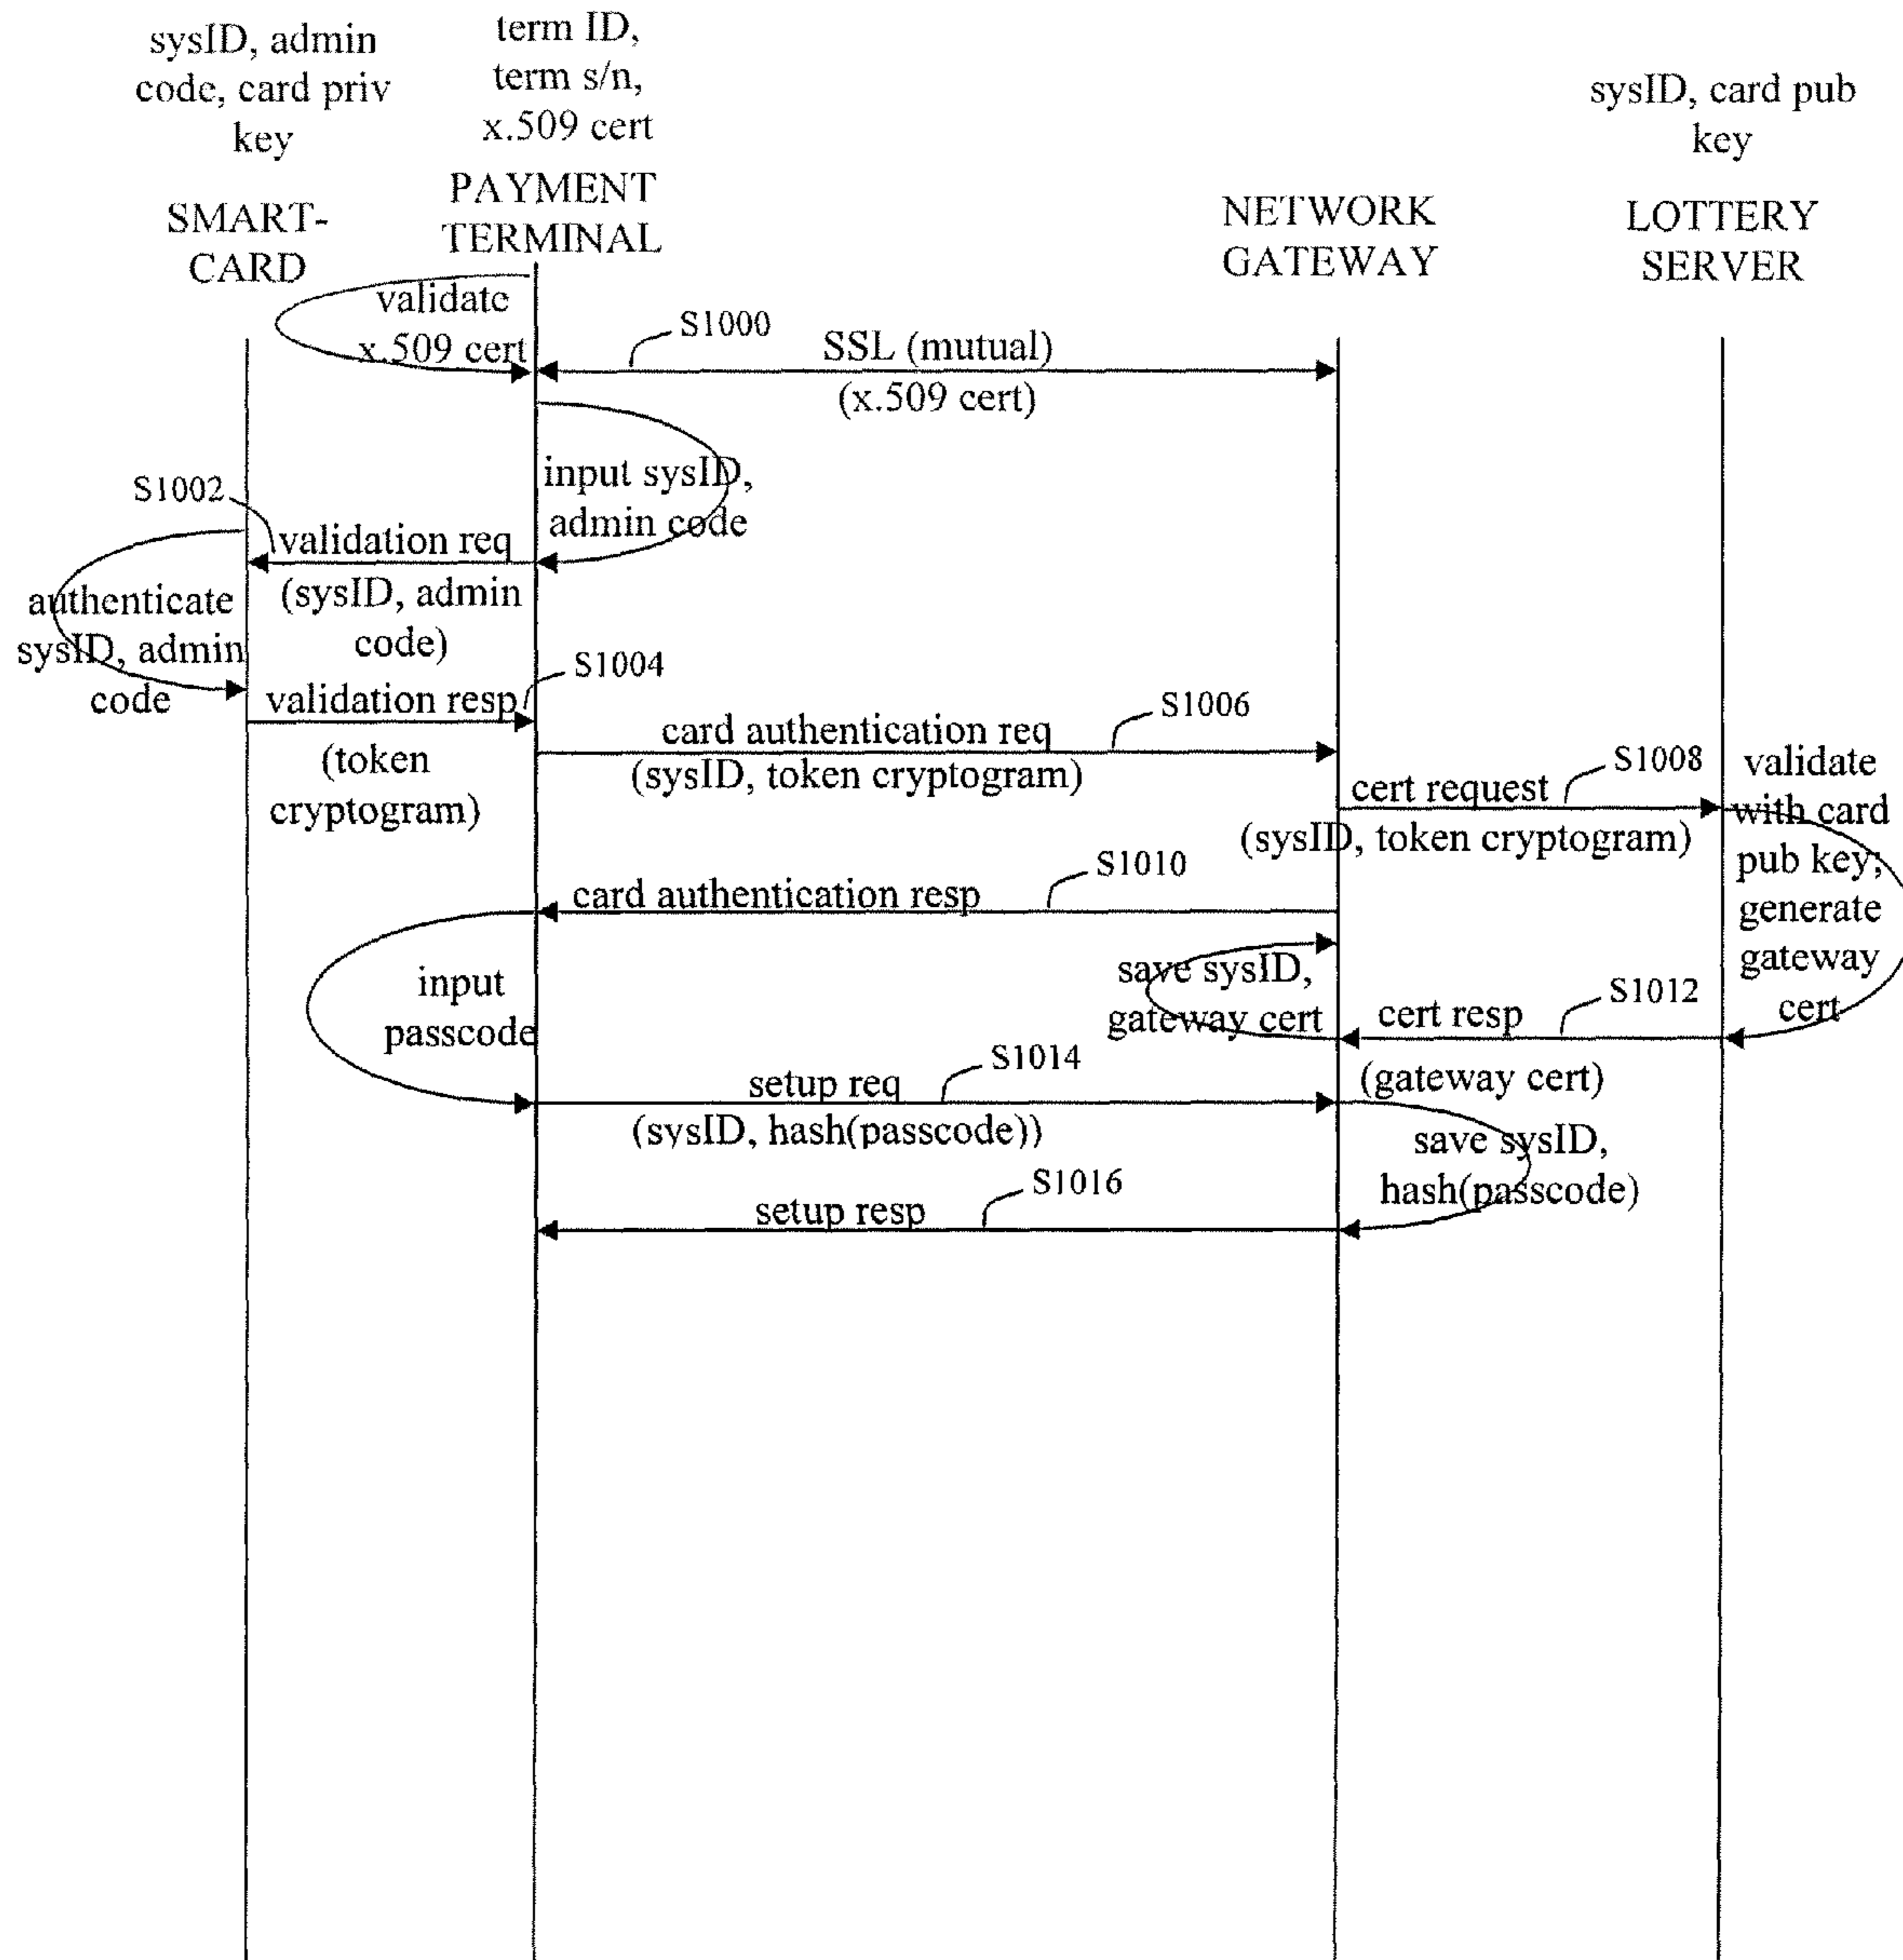 sysID, admin
code, card priv
key
term ID,
term s/n,
x.509 cert
sysID, card pub
key
SMART-
CARD
PAYMENT
TERMINAL
NETWORK
GATEWAY
LOTTERY
SERVER
validate
x.509 cert
S1000
SSL (mutual)
(x.509 cert)
input sysID,
admin code
S1002
validation req
(sysID, admin
code)
authenticate
sysID, admin
code
S1004
validation resp
(token
cryptogram)
S1006
card authentication req
(sysID, token cryptogram)
S1008
cert request
(sysID, token cryptogram)
validate
with card
pub key;
generate
gateway
cert
S1010
card authentication resp
input
passcode
save sysID,
gateway cert
S1012
cert resp
(gateway cert)
S1014
setup req
(sysID, hash(passcode))
save sysID,
hash(passcode)
S1016
setup resp